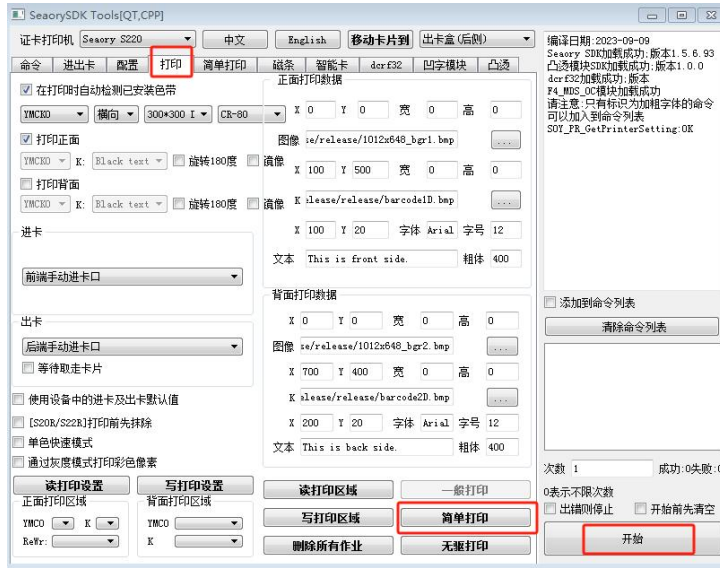 SeaorySDK Tools[QT,CPP]
证卡打印机 Seaory S220 中文 English 移动卡片到 出卡盒(后侧)
命令 进出卡 配置 打印 简单打印 磁条 智能卡 dcrf32 凹字模块 凸烫
在打印时自动检测已安装色带
YMCKO 横向 300*300 I CR-80
打印正面
YMCKO K: Black text 旋转180度 镜像
打印背面
YMCKO K: Black text 旋转180度 镜像
进卡
前端手动进卡口
出卡
后端手动进卡口
等待取走卡片
使用设备中的进卡及出卡默认值
[S20R/S22R]打印前先抹除
单色快速模式
通过灰度模式打印彩色像素
读打印设置 写打印设置
正面打印区域 背面打印区域
YMCO K YMCO
ReWr: K
正面打印数据
X 0 Y 0 宽 0 高 0
图像 se/release/1012x648_bgr1.bmp ...
X 100 Y 500 宽 0 高 0
K elease/release/barcode1D.bmp ...
X 100 Y 20 字体 Arial 字号 12
文本 This is front side. 粗体 400
背面打印数据
X 0 Y 0 宽 0 高 0
图像 se/release/1012x648_bgr2.bmp ...
X 700 Y 400 宽 0 高 0
K elease/release/barcode2D.bmp ...
X 200 Y 20 字体 Arial 字号 12
文本 This is back side. 粗体 400
读打印区域 一般打印
写打印区域 简单打印
删除所有作业 无驱打印
编译日期:2023-09-09
Seaory SDK加载成功:版本1.5.6.93
凸烫模块SDK加载成功:版本1.0.0
dcrf32加载成功:版本
F4_MDS_OC模块加载成功
请注意:只有标识为加粗字体的命令
可以加入到命令列表
SOY_PR_GetPrinterSetting:OK
添加到命令列表
清除命令列表
次数 1 成功:0失败:0
0表示不限次数
出错则停止 开始前先清空
开始